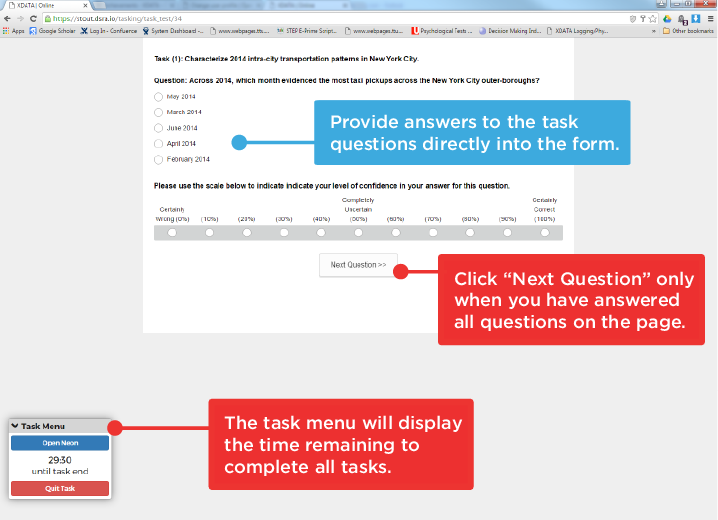 XDATA | Online
https://stout.dsra.io/tasking/task_test/34
Apps Google Scholar Log In - Confluence System Dashboard -... www.webpages.ttu... STEP E-Prime Script... www.webpages.ttu... Psychological Tests ... Decision Making Ind... XDATA Logging/Phy... » Other bookmarks
Task (1): Characterize 2014 intra-city transportation patterns in New York City.
Question: Across 2014, which month evidenced the most taxi pickups across the New York City outer-boroughs?
May 2014
March 2014
June 2014
April 2014
February 2014
Provide answers to the task
questions directly into the form.
Please use the scale below to indicate indicate your level of confidence in your answer for this question.
Completely
Certainly Uncertain Certainly
Wrong (0%) (10%) (20%) (30%) (40%) (50%) (60%) (70%) (80%) (90%) Correct
(100%)
Next Question >>
Click “Next Question” only
when you have answered
all questions on the page.
Task Menu
Open Neon
29:30
until task end
Quit Task
The task menu will display
the time remaining to
complete all tasks.